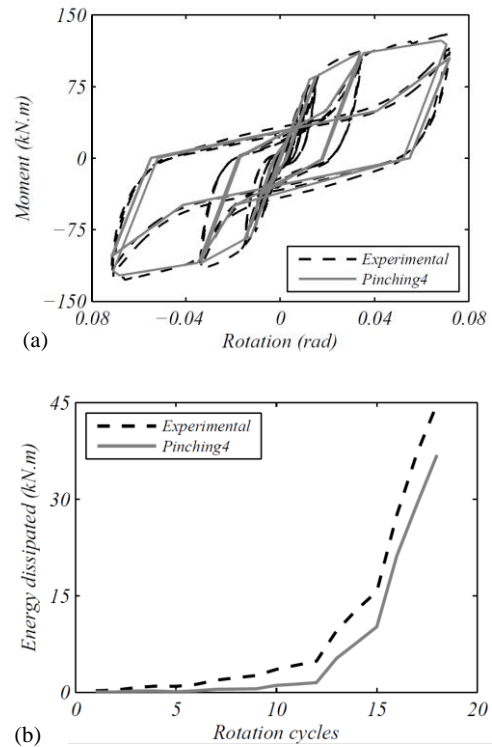 150
75
0
−75
−150
Moment (kN.m)
Experimental
Pinching4
0.08
−0.04
0
0.04
0.08
Rotation (rad)
(a)
45
30
15
0
Energy dissipated (kN.m)
Experimental
Pinching4
0
5
10
15
20
Rotation cycles
(b)